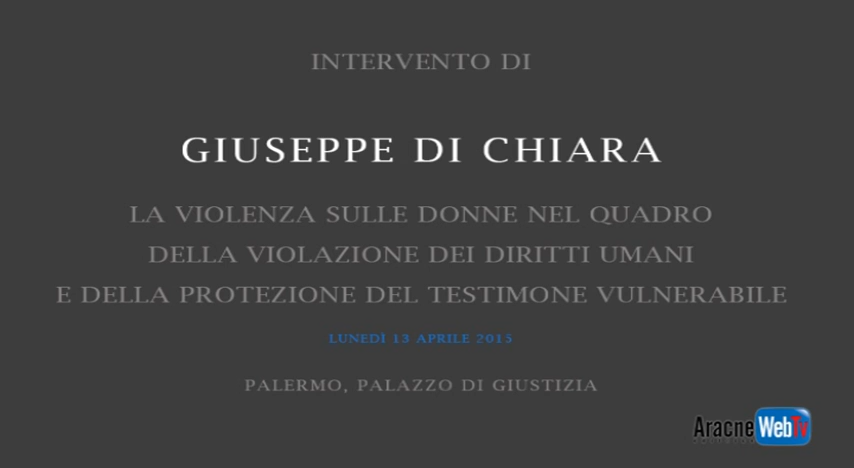 INTERVENTO DI
GIUSEPPE DI CHIARA
LA VIOLENZA SULLE DONNE NEL QUADRO
DELLA VIOLAZIONE DEI DIRITTI UMANI
E DELLA PROTEZIONE DEL TESTIMONE VULNERABILE
LUNEDÌ 13 APRILE 2015
PALERMO, PALAZZO DI GIUSTIZIA
Aracne WebTv